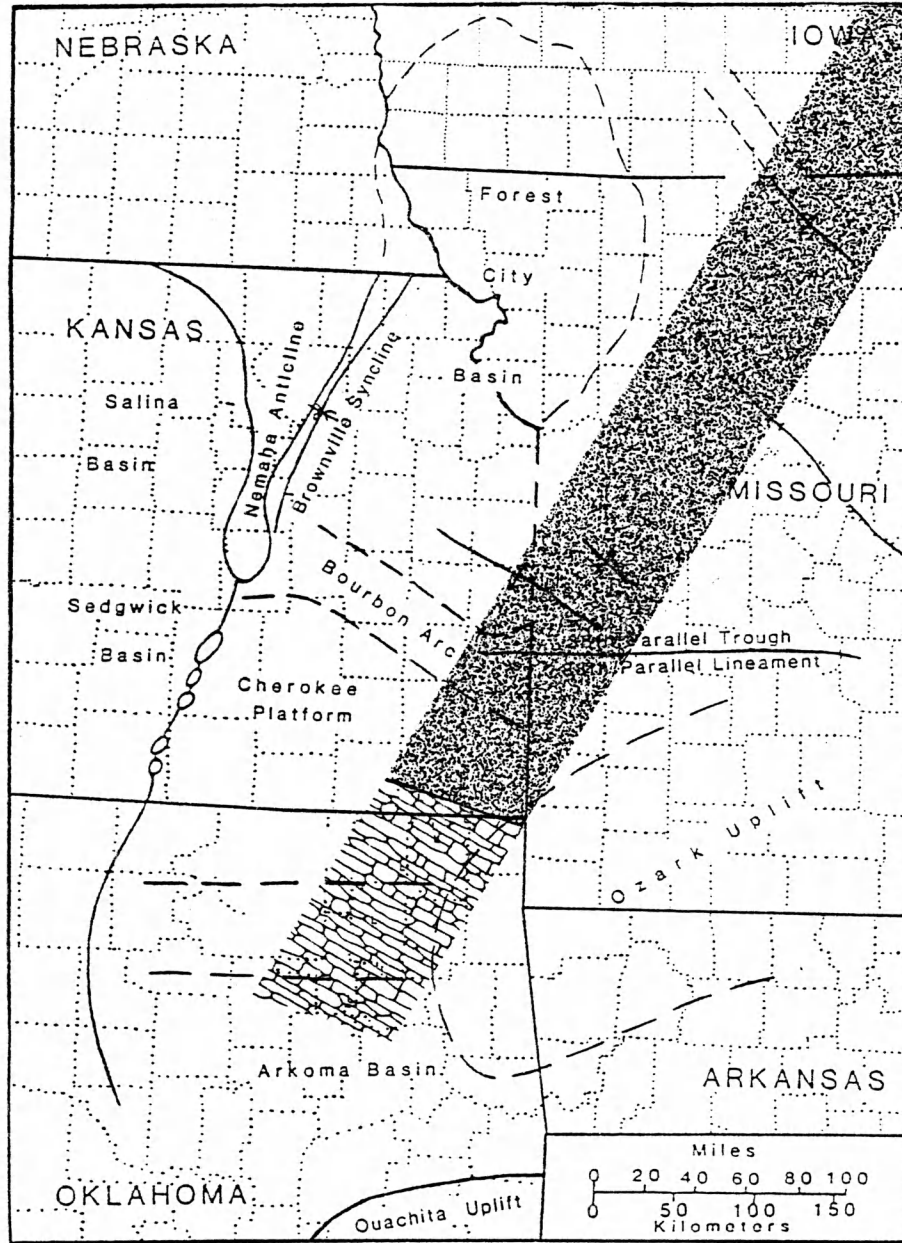 NEBRASKA
IOWA
Forest
City
Basin
KANSAS
Salina
Basin
Nemaha Anticline
Brownville Syncline
MISSOURI
Bourbon Arc
Sedgwick
Basin
Parallel Trough
Parallel Lineament
Cherokee
Platform
Ozark Uplift
Arkoma Basin
ARKANSAS
OKLAHOMA
Ouachita Uplift
Miles
0 20 40 60 80 100
0 50 100 150
Kilometers